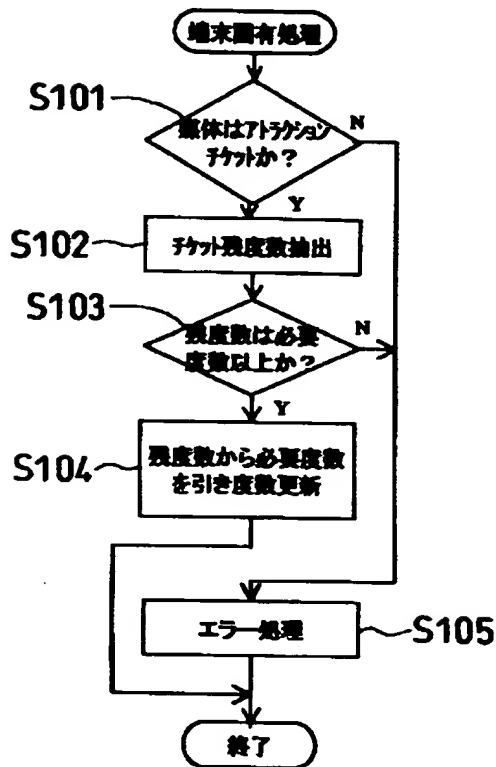 端末固有処理
S101
媒体はアトラクション
チケットか？
N
Y
S102
チケット残度数抽出
S103
残度数は必要
度数以上か？
N
Y
S104
残度数から必要度数
を引き度数更新
エラー処理
S105
終了